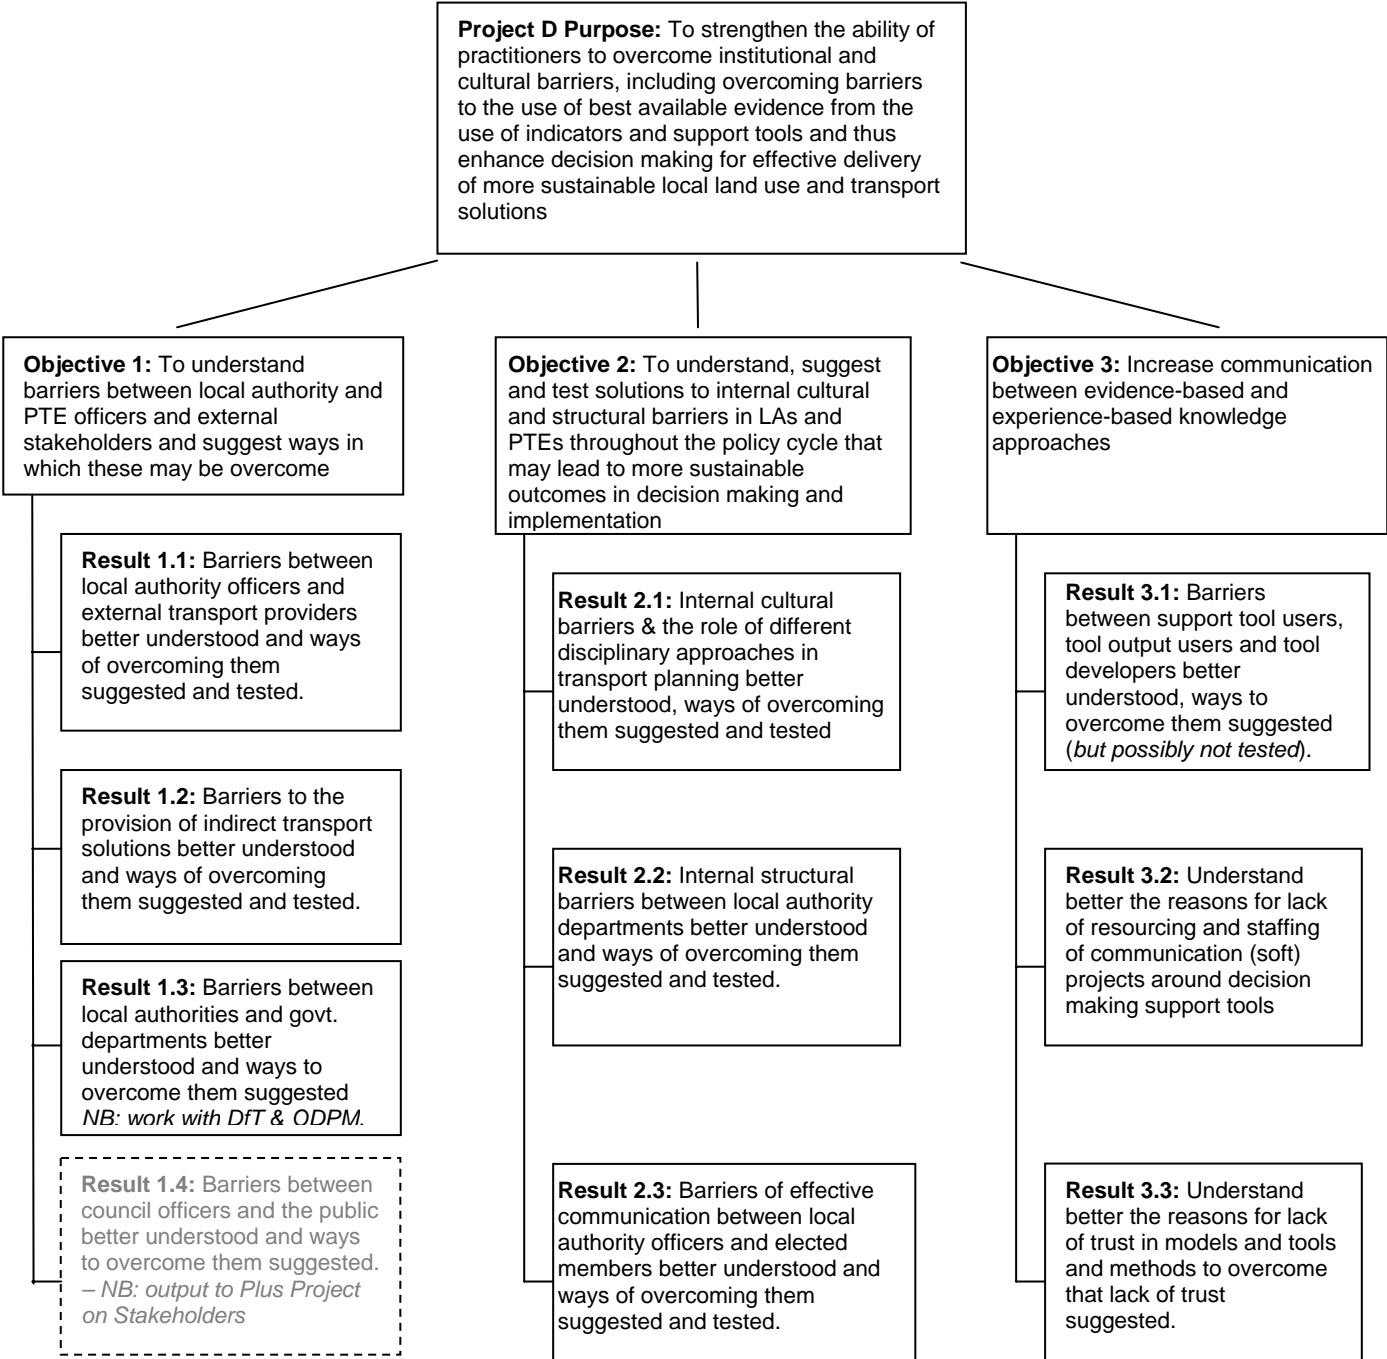 Project D Purpose: To strengthen the ability of
practitioners to overcome institutional and
cultural barriers, including overcoming barriers
to the use of best available evidence from the
use of indicators and support tools and thus
enhance decision making for effective delivery
of more sustainable local land use and transport
solutions
Objective 1: To understand
barriers between local authority and
PTE officers and external
stakeholders and suggest ways in
which these may be overcome
Result 1.1: Barriers between
local authority officers and
external transport providers
better understood and ways
of overcoming them
suggested and tested.
Result 1.2: Barriers to the
provision of indirect transport
solutions better understood
and ways of overcoming
them suggested and tested.
Result 1.3: Barriers between
local authorities and govt.
departments better
understood and ways to
overcome them suggested
NB: work with DfT & ODPM.
Result 1.4: Barriers between
council officers and the public
better understood and ways
to overcome them suggested.
– NB: output to Plus Project
on Stakeholders
Objective 2: To understand, suggest
and test solutions to internal cultural
and structural barriers in LAs and
PTEs throughout the policy cycle that
may lead to more sustainable
outcomes in decision making and
implementation
Result 2.1: Internal cultural
barriers & the role of different
disciplinary approaches in
transport planning better
understood, ways of overcoming
them suggested and tested
Result 2.2: Internal structural
barriers between local authority
departments better understood
and ways of overcoming them
suggested and tested.
Result 2.3: Barriers of effective
communication between local
authority officers and elected
members better understood and
ways of overcoming them
suggested and tested.
Objective 3: Increase communication
between evidence-based and
experience-based knowledge
approaches
Result 3.1: Barriers
between support tool users,
tool output users and tool
developers better
understood, ways to
overcome them suggested
(but possibly not tested).
Result 3.2: Understand
better the reasons for lack
of resourcing and staffing
of communication (soft)
projects around decision
making support tools
Result 3.3: Understand
better the reasons for lack
of trust in models and tools
and methods to overcome
that lack of trust
suggested.